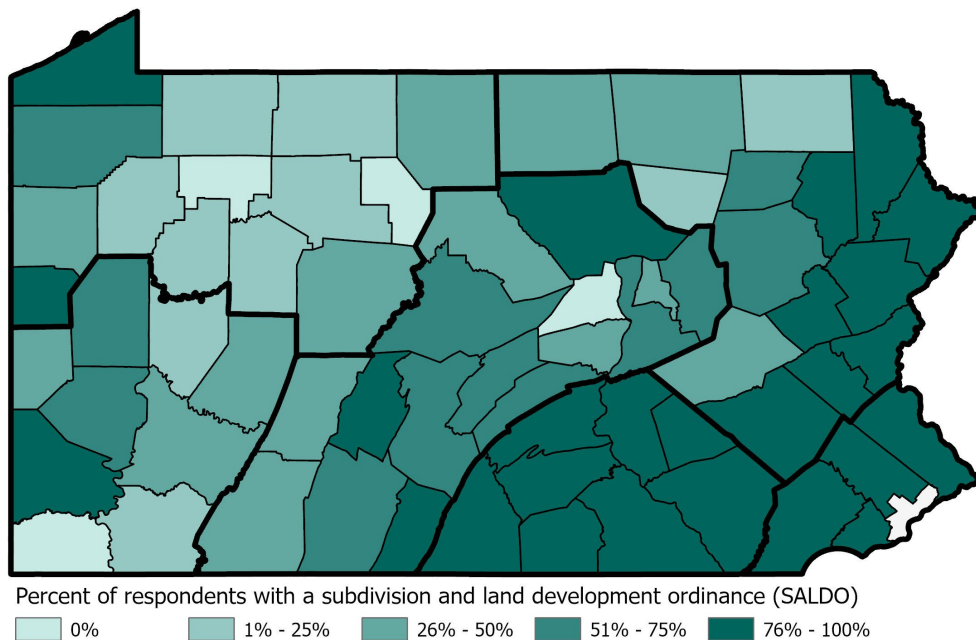 Percent of respondents with a subdivision and land development ordinance (SALDO)
0% 1% - 25% 26% - 50% 51% - 75% 76% - 100%